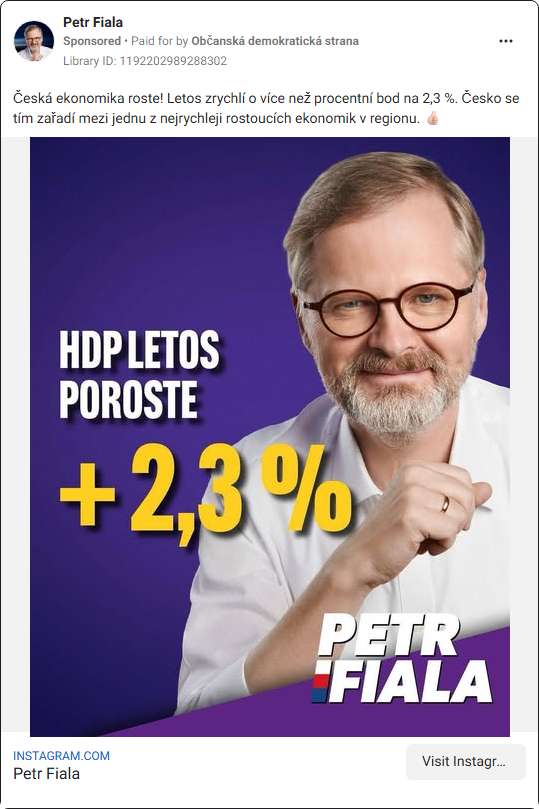 Petr Fiala
Sponsored • Paid for by Občanská demokratická strana
Library ID: 1192202989288302
Česká ekonomika roste! Letos zrychlí o více než procentní bod na 2,3 %. Česko se
tím zařadí mezi jednu z nejrychleji rostoucích ekonomik v regionu. 👍🏻
HDP LETOS
POROSTE
+ 2,3 %
PETR
FIALA
INSTAGRAM.COM
Petr Fiala
Visit Instagr...